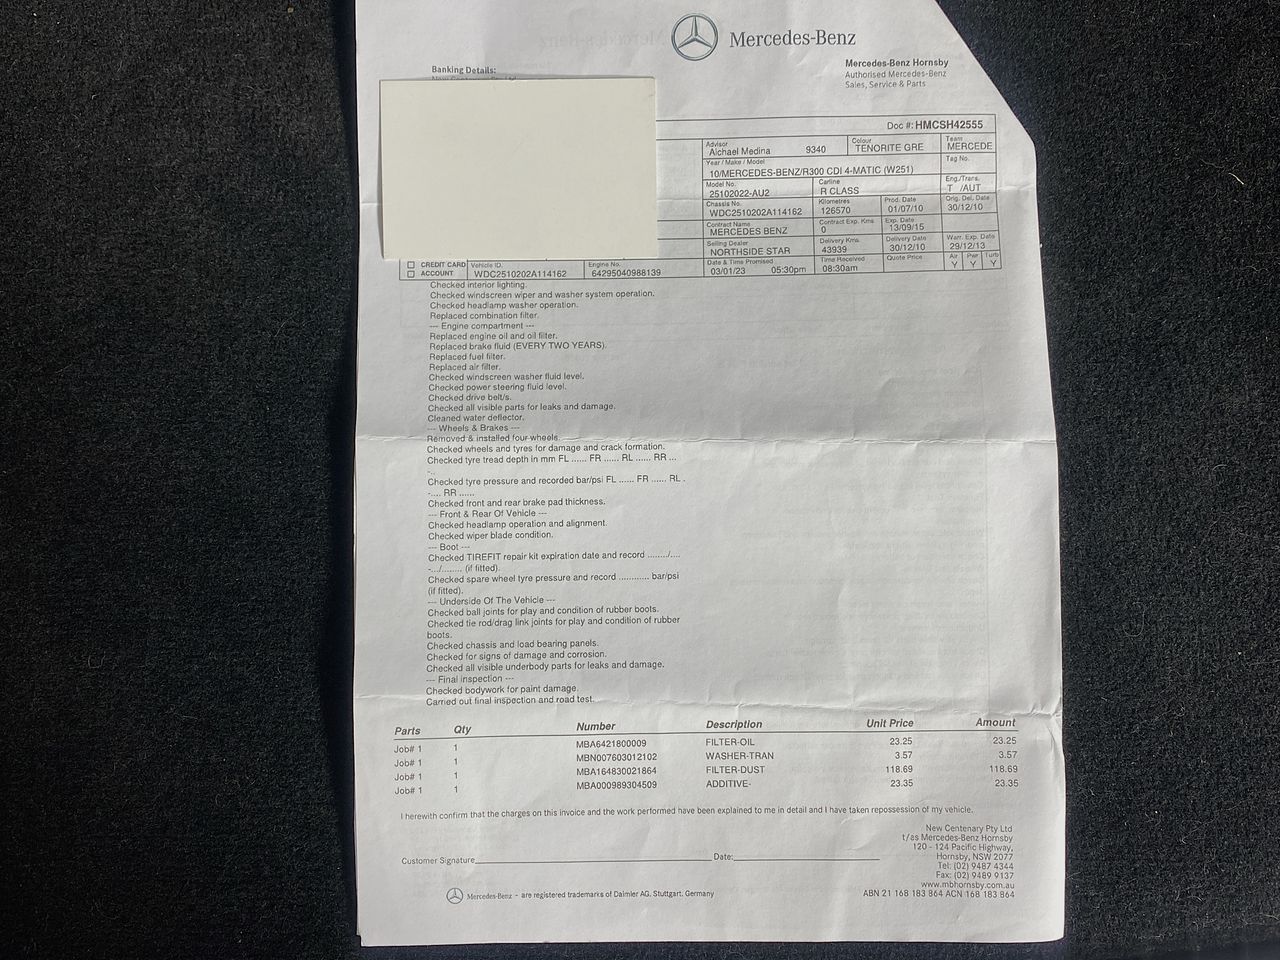 Mercedes-Benz
Mercedes-Benz Hornsby
Authorised Mercedes-Benz
Sales, Service & Parts
Banking Details:
Doc #: HMCSH42555
Advisor
Aichael Medina 9340
Colour
TENORITE GRE
Team
MERCEDE
Year / Make / Model
10/MERCEDES-BENZ/R300 CDI 4-MATIC (W251)
Tag No.
Model No.
25102022-AU2
Carline
R CLASS
Eng./Trans.
T /AUT
Chassis No.
WDC2510202A114162
Kilometres
126570
Prod. Date
01/07/10
Orig. Del. Date
30/12/10
Contract Name
MERCEDES BENZ
Contract Exp. Kms
0
Exp. Date
13/09/15
Selling Dealer
NORTHSIDE STAR
Delivery Kms
43939
Delivery Date
30/12/10
Warr. Exp. Date
29/12/13
CREDIT CARD
ACCOUNT
Vehicle ID.
WDC2510202A114162
Engine No.
64295040988139
Date & Time Promised
03/01/23 05:30pm
Time Received
08:30am
Quote Price
Air Pwr Turb
Y Y Y
Checked interior lighting.
Checked windscreen wiper and washer system operation.
Checked headlamp washer operation.
Replaced combination filter.
--- Engine compartment ---
Replaced engine oil and oil filter.
Replaced brake fluid (EVERY TWO YEARS).
Replaced fuel filter.
Replaced air filter.
Checked windscreen washer fluid level.
Checked power steering fluid level.
Checked drive belt/s.
Checked all visible parts for leaks and damage.
Cleaned water deflector.
--- Wheels & Brakes ---
Removed & installed four wheels.
Checked wheels and tyres for damage and crack formation.
Checked tyre tread depth in mm FL ...... FR ...... RL ...... RR ...
-..
Checked tyre pressure and recorded bar/psi FL ...... FR ...... RL .
-.... RR ......
Checked front and rear brake pad thickness.
--- Front & Rear Of Vehicle ---
Checked headlamp operation and alignment.
Checked wiper blade condition.
--- Boot ---
Checked TIREFIT repair kit expiration date and record ......../....
-.../........ (if fitted).
Checked spare wheel tyre pressure and record ............ bar/psi
(if fitted).
--- Underside Of The Vehicle ---
Checked ball joints for play and condition of rubber boots.
Checked tie rod/drag link joints for play and condition of rubber
boots.
Checked chassis and load bearing panels.
Checked for signs of damage and corrosion.
Checked all visible underbody parts for leaks and damage.
--- Final inspection ---
Checked bodywork for paint damage.
Carried out final inspection and road test.
Parts Qty Number Description Unit Price Amount
Job# 1 1 MBA6421800009 FILTER-OIL 23.25 23.25
Job# 1 1 MBN007603012102 WASHER-TRAN 3.57 3.57
Job# 1 1 MBA164830021864 FILTER-DUST 118.69 118.69
Job# 1 1 MBA000989304509 ADDITIVE- 23.35 23.35
I herewith confirm that the charges on this invoice and the work performed have been explained to me in detail and I have taken repossession of my vehicle.
New Centenary Pty Ltd
t/as Mercedes-Benz Hornsby
120 - 124 Pacific Highway,
Hornsby, NSW 2077
Tel: (02) 9487 4344
Fax: (02) 9489 9137
www.mbhornsby.com.au
ABN 21 168 183 864 ACN 168 183 864
Customer Signature Date:
Mercedes-Benz - are registered trademarks of Daimler AG, Stuttgart, Germany